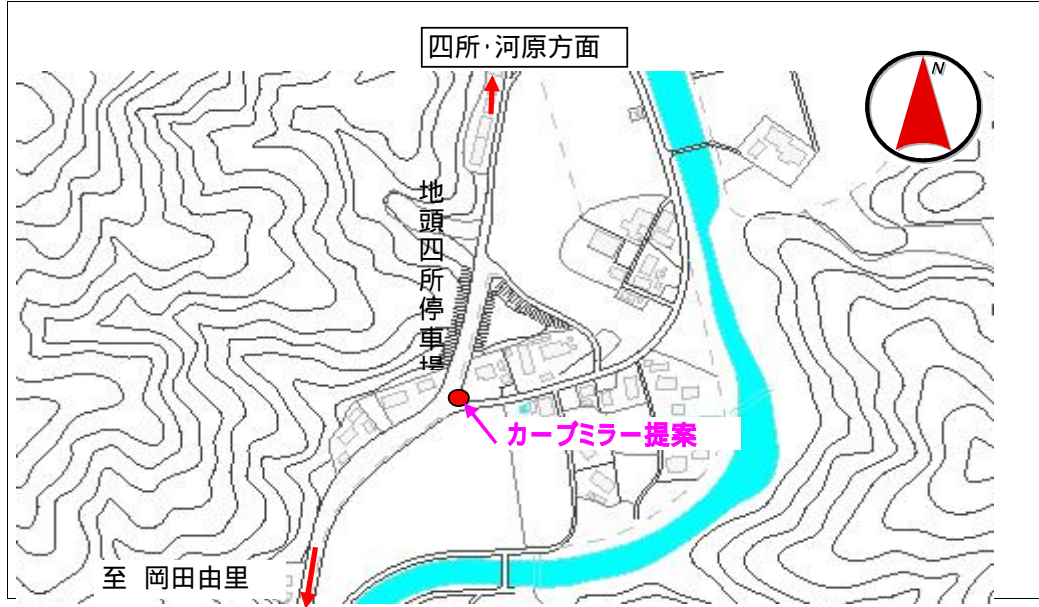 四所・河原方面
N
地頭四所停車場
カーブミラー提案
至 岡田由里